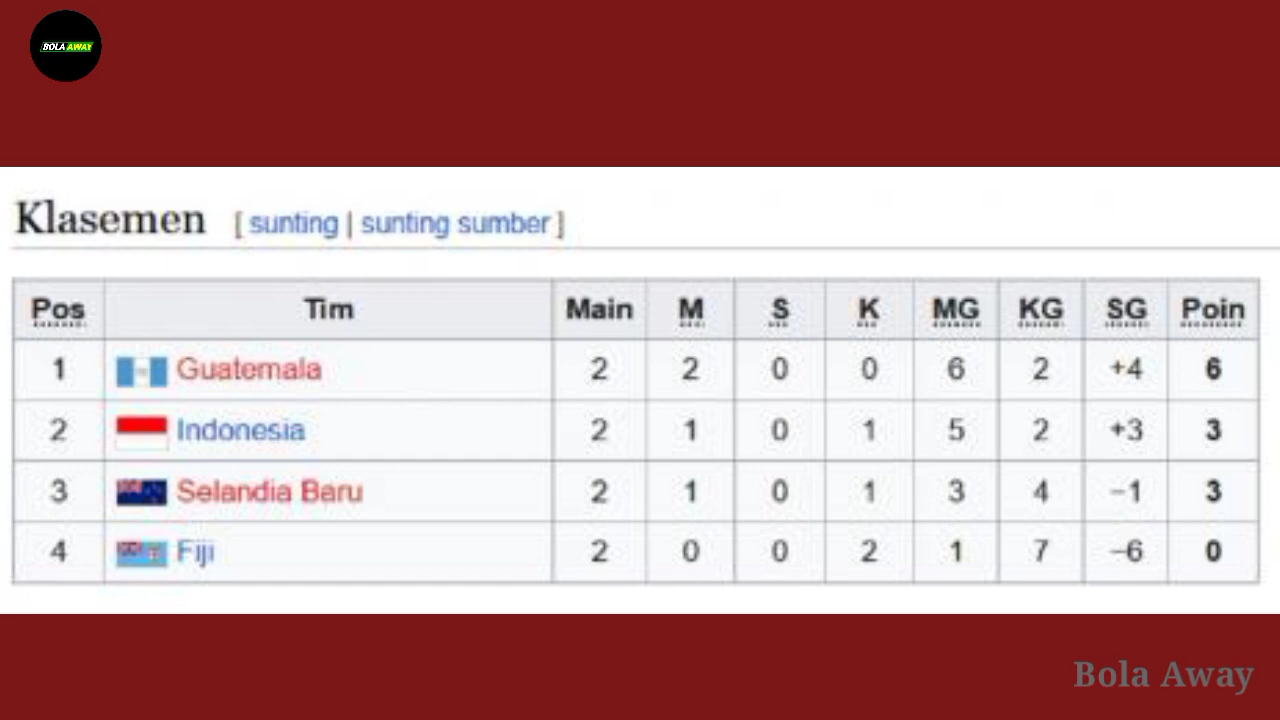 BOLA AWAY
Klasemen [ sunting | sunting sumber ]
Pos Tim Main M S K MG KG SG Poin
1 Guatemala 2 2 0 0 6 2 +4 6
2 Indonesia 2 1 0 1 5 2 +3 3
3 Selandia Baru 2 1 0 1 3 4 −1 3
4 Fiji 2 0 0 2 1 7 −6 0
Bola Away